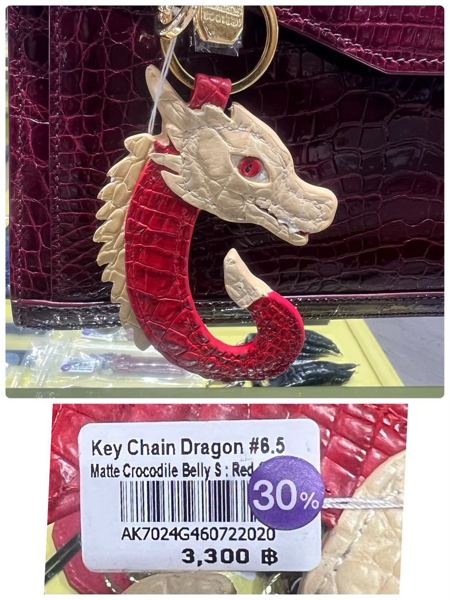 Key Chain Dragon #6.5
Matte Crocodile Belly S : Red
30%
AK7024G460722020
3,300 ฿